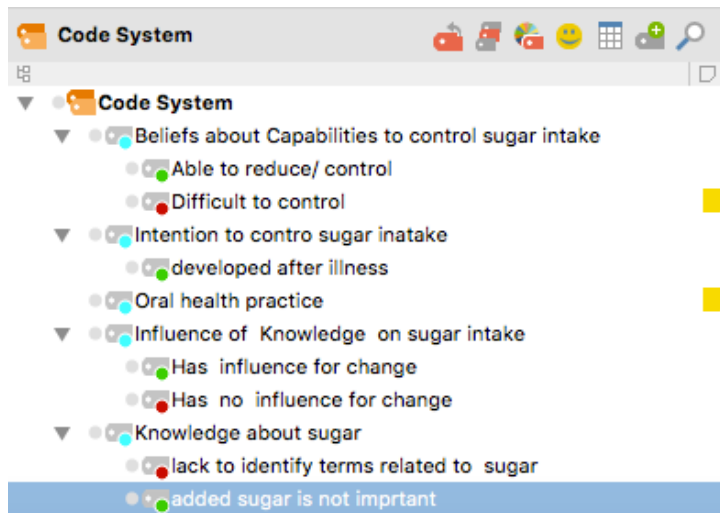 Code System
Code System
Beliefs about Capabilities to control sugar intake
Able to reduce/ control
Difficult to control
Intention to contro sugar inatake
developed after illness
Oral health practice
Influence of Knowledge on sugar intake
Has influence for change
Has no influence for change
Knowledge about sugar
lack to identify terms related to sugar
added sugar is not imprtant